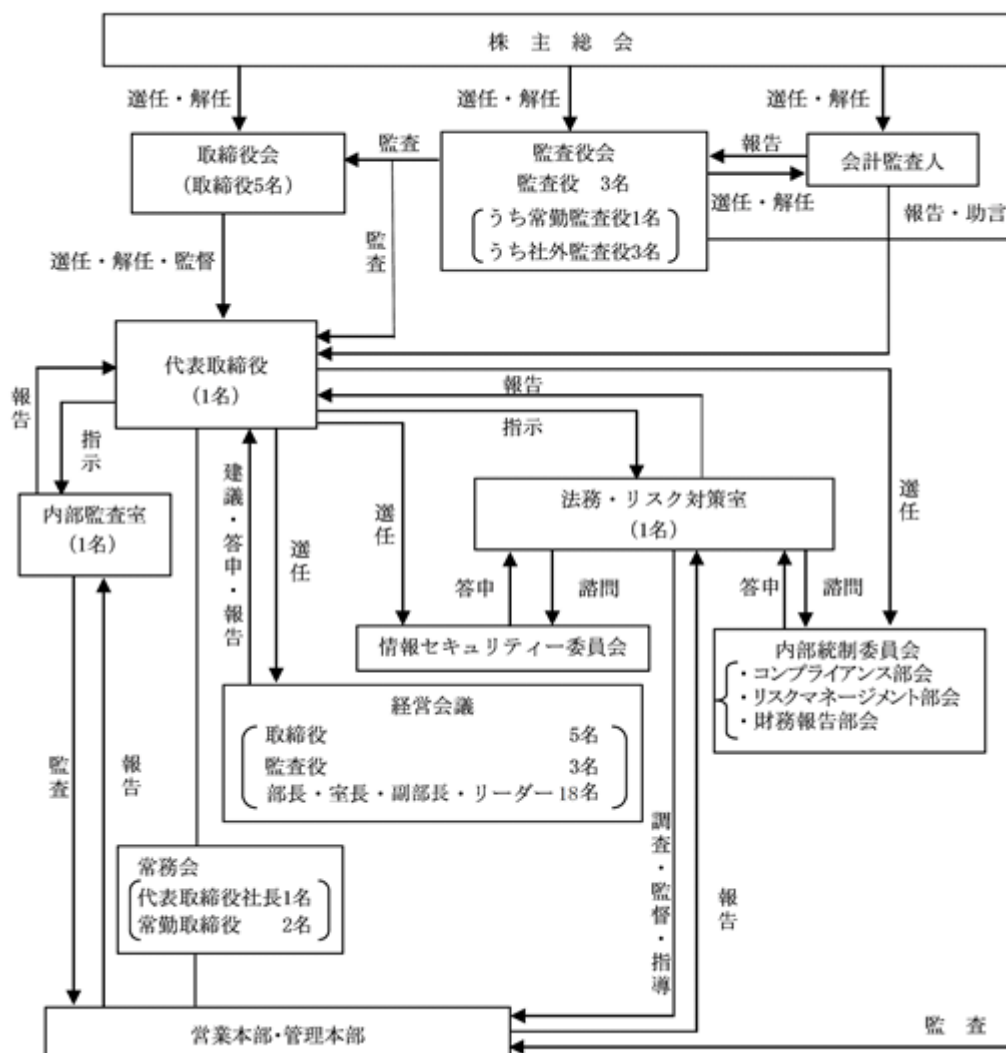 株 主 総 会
選任・解任
選任・解任
選任・解任
取締役会
(取締役5名)
監査
監査役会
監査役 3名
うち常勤監査役1名
うち社外監査役3名
報告
選任・解任
会計監査人
報告・助言
監査
選任・解任・監督
代表取締役
(1名)
報告
指示
報告
指示
内部監査室
(1名)
建議・答申・報告
選任
選任
法務・リスク対策室
(1名)
選任
答申
諮問
答申
諮問
情報セキュリティー委員会
内部統制委員会
・コンプライアンス部会
・リスクマネージメント部会
・財務報告部会
経営会議
取締役 5名
監査役 3名
部長・室長・副部長・リーダー18名
監査
報告
常務会
代表取締役社長1名
常勤取締役 2名
調査・監督・指導
報告
営業本部・管理本部
監 査